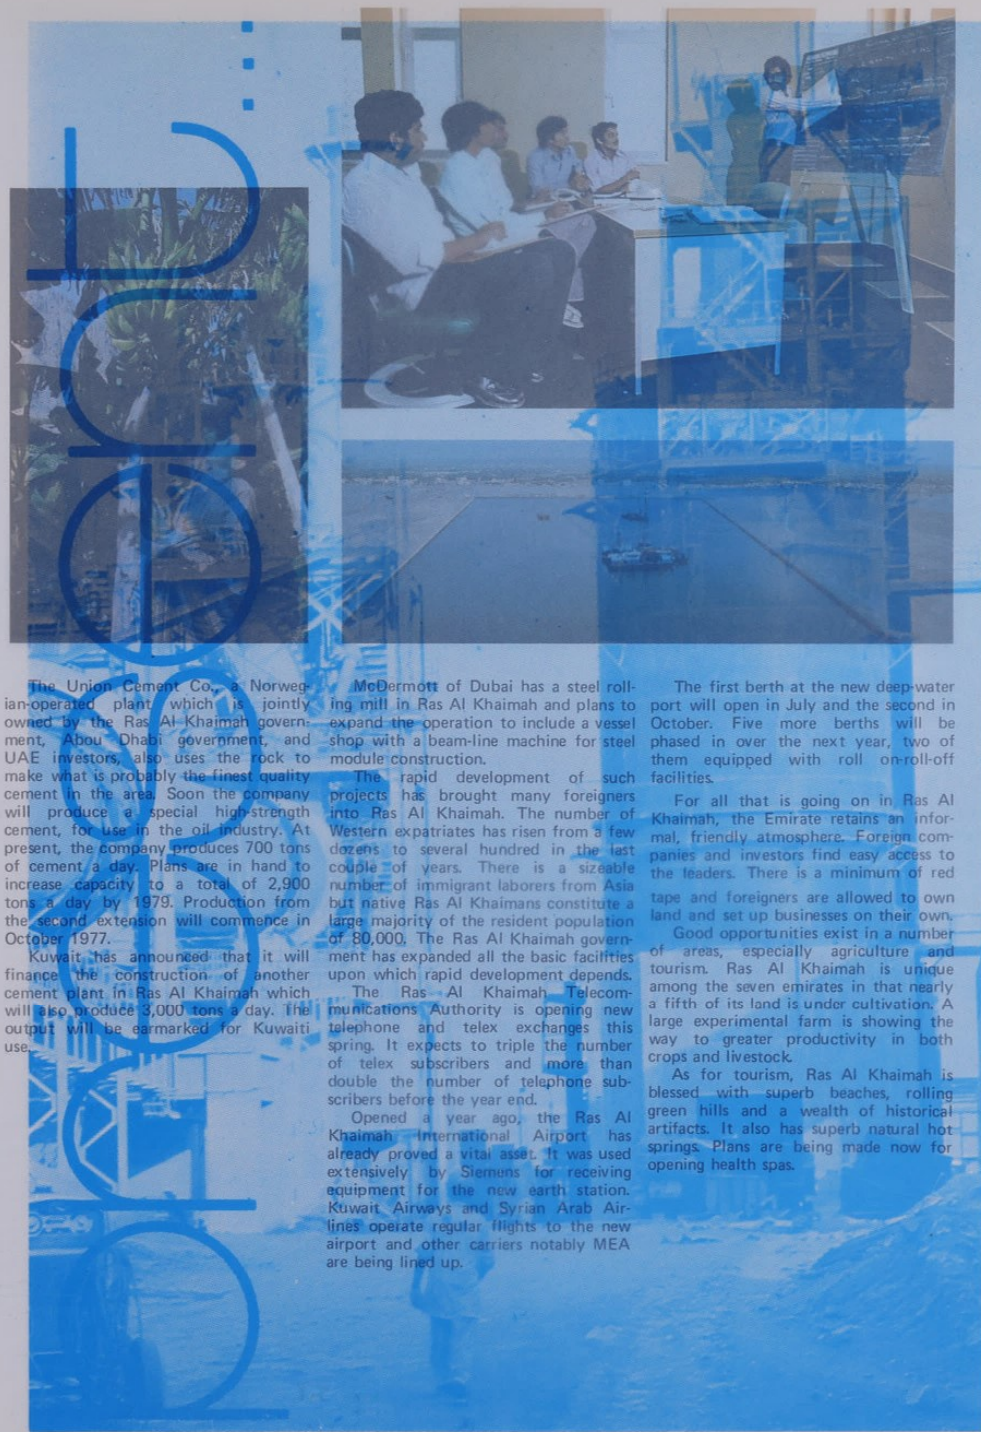 present...
The Union Cement Co., a Norweg-
ian-operated plant which is jointly
owned by the Ras Al Khaimah govern-
ment, Abou Dhabi government, and
UAE investors, also uses the rock to
make what is probably the finest quality
cement in the area. Soon the company
will produce a special high-strength
cement, for use in the oil industry. At
present, the company produces 700 tons
of cement a day. Plans are in hand to
increase capacity to a total of 2,900
tons a day by 1979. Production from
the second extension will commence in
October 1977.
Kuwait has announced that it will
finance the construction of another
cement plant in Ras Al Khaimah which
will also produce 3,000 tons a day. The
output will be earmarked for Kuwaiti
use.
McDermott of Dubai has a steel roll-
ing mill in Ras Al Khaimah and plans to
expand the operation to include a vessel
shop with a beam-line machine for steel
module construction.
The rapid development of such
projects has brought many foreigners
into Ras Al Khaimah. The number of
Western expatriates has risen from a few
dozens to several hundred in the last
couple of years. There is a sizeable
number of immigrant laborers from Asia
but native Ras Al Khaimans constitute a
large majority of the resident population
of 80,000. The Ras Al Khaimah govern-
ment has expanded all the basic facilities
upon which rapid development depends.
The Ras Al Khaimah Telecom-
munications Authority is opening new
telephone and telex exchanges this
spring. It expects to triple the number
of telex subscribers and more than
double the number of telephone sub-
scribers before the year end.
Opened a year ago, the Ras Al
Khaimah International Airport has
already proved a vital asset. It was used
extensively by Siemens for receiving
equipment for the new earth station.
Kuwait Airways and Syrian Arab Air-
lines operate regular flights to the new
airport and other carriers notably MEA
are being lined up.
The first berth at the new deep-water
port will open in July and the second in
October. Five more berths will be
phased in over the next year, two of
them equipped with roll on-roll-off
facilities.
For all that is going on in Ras Al
Khaimah, the Emirate retains an infor-
mal, friendly atmosphere. Foreign com-
panies and investors find easy access to
the leaders. There is a minimum of red
tape and foreigners are allowed to own
land and set up businesses on their own.
Good opportunities exist in a number
of areas, especially agriculture and
tourism. Ras Al Khaimah is unique
among the seven emirates in that nearly
a fifth of its land is under cultivation. A
large experimental farm is showing the
way to greater productivity in both
crops and livestock.
As for tourism, Ras Al Khaimah is
blessed with superb beaches, rolling
green hills and a wealth of historical
artifacts. It also has superb natural hot
springs. Plans are being made now for
opening health spas.